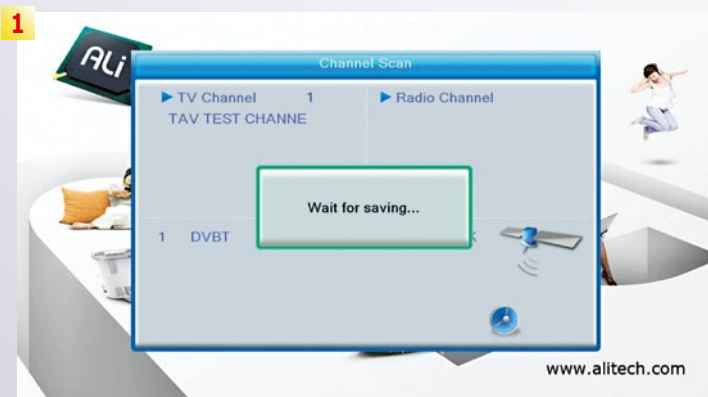 1
ALi
Channel Scan
TV Channel 1
Radio Channel
TAV TEST CHANNE
Wait for saving...
1 DVBT
www.alitech.com